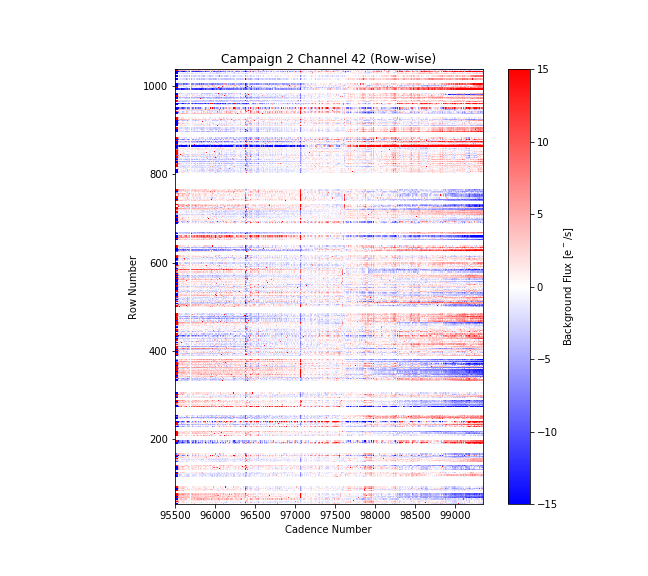 Campaign 2 Channel 42 (Row-wise)
1000
800
600
400
200
Row Number
95500 96000 96500 97000 97500 98000 98500 99000
Cadence Number
15
10
5
0
−5
−10
−15
Background Flux [e⁻/s]